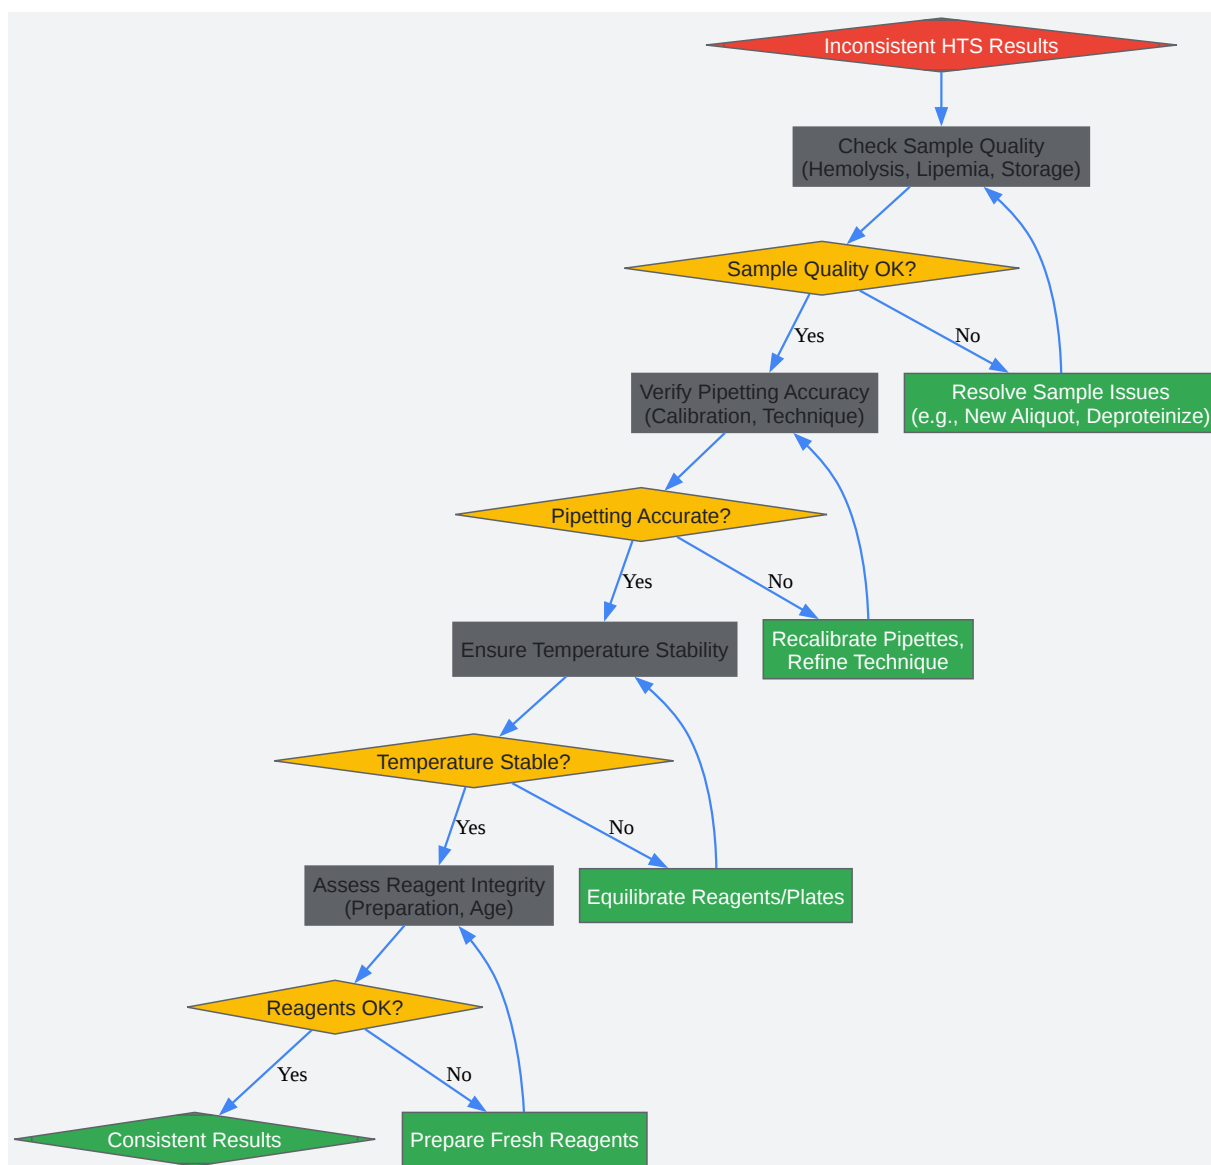 Inconsistent HTS Results
Check Sample Quality
(Hemolysis, Lipemia, Storage)
Sample Quality OK?
Yes
No
Verify Pipetting Accuracy
(Calibration, Technique)
Resolve Sample Issues
(e.g., New Aliquot, Deproteinize)
Pipetting Accurate?
Yes
No
Ensure Temperature Stability
Recalibrate Pipettes,
Refine Technique
Temperature Stable?
Yes
No
Assess Reagent Integrity
(Preparation, Age)
Equilibrate Reagents/Plates
Reagents OK?
Yes
No
Consistent Results
Prepare Fresh Reagents